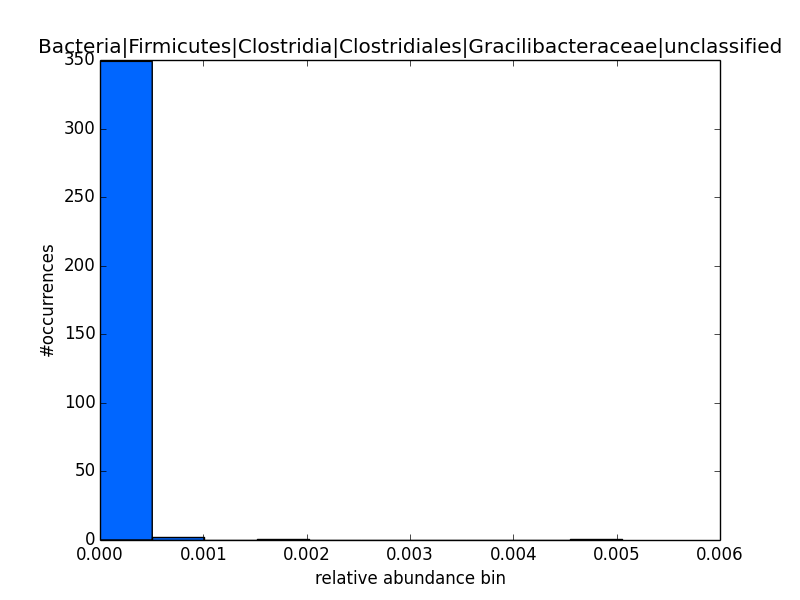 Bacteria|Firmicutes|Clostridia|Clostridiales|Gracilibacteraceae|unclassified
350
300
250
200
150
100
50
0
#occurrences
0.000 0.001 0.002 0.003 0.004 0.005 0.006
relative abundance bin